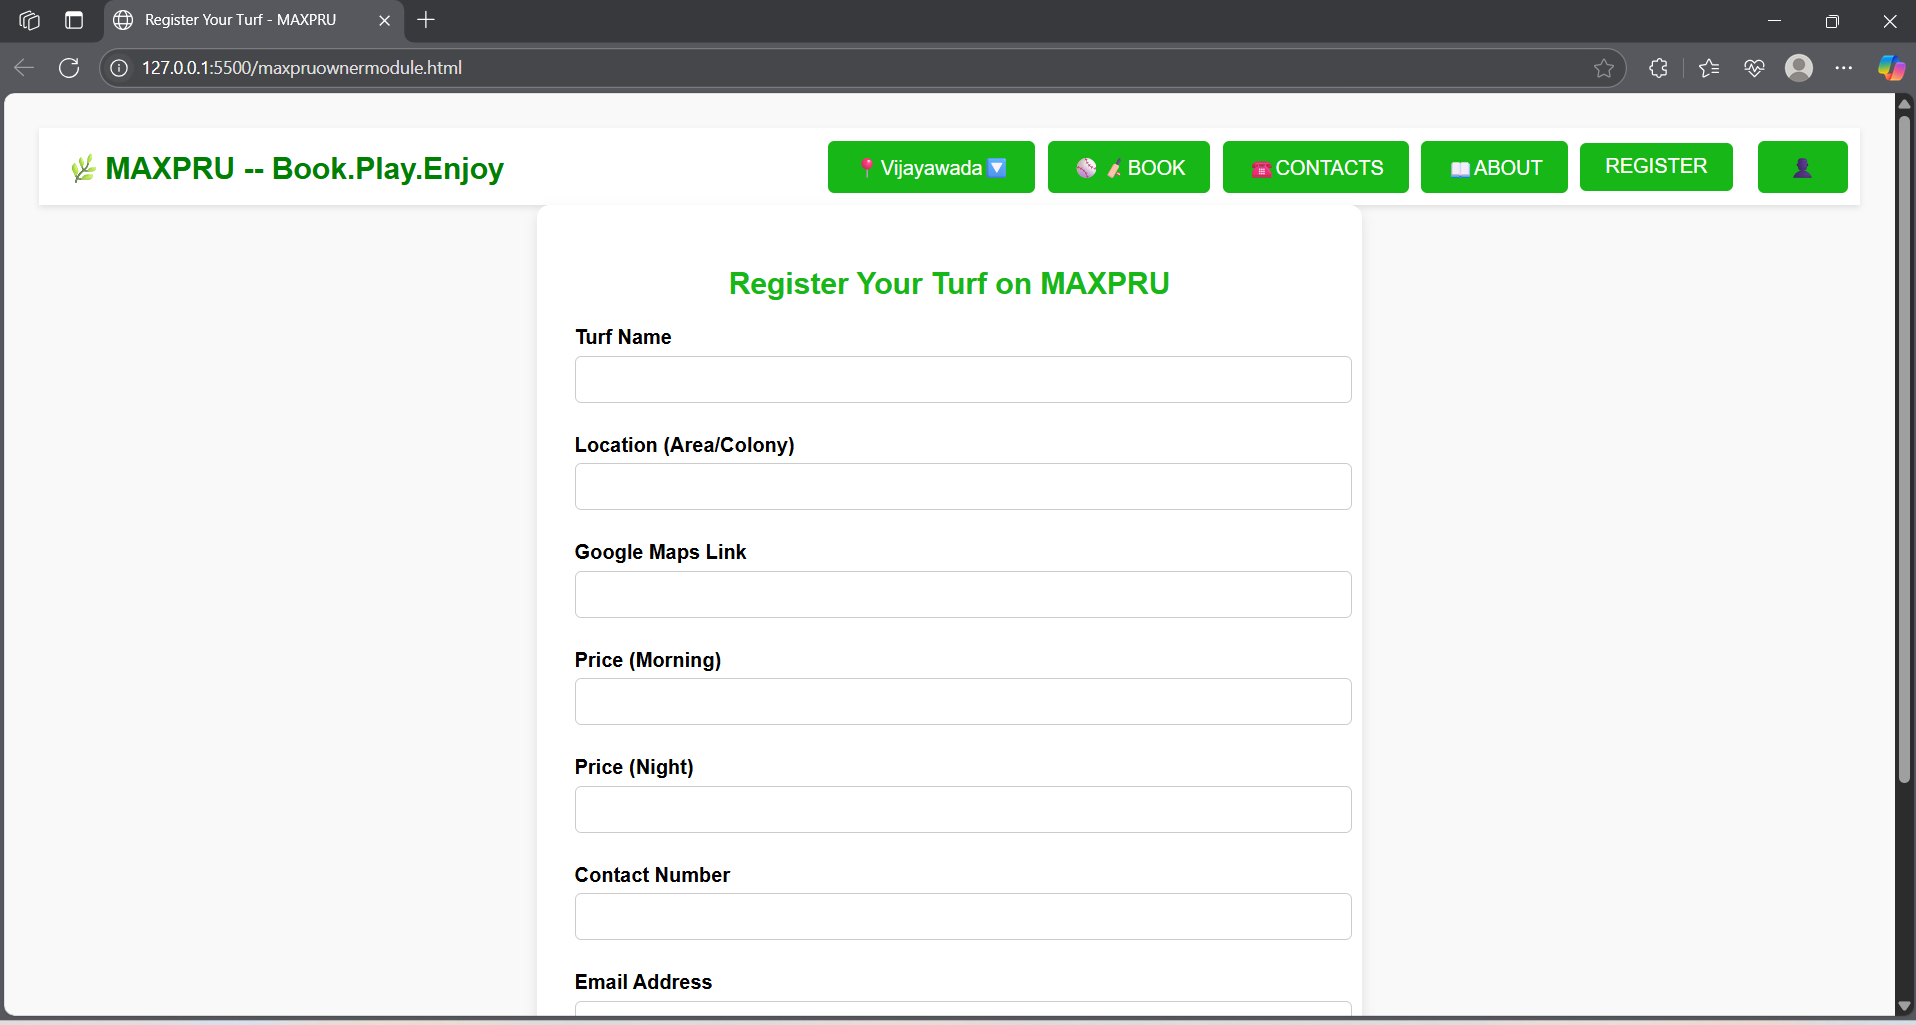 Register Your Turf - MAXPRU
127.0.0.1:5500/maxpruownermodule.html
🌿 MAXPRU -- Book.Play.Enjoy
📍Vijayawada🔽
⚾🏏BOOK
☎️CONTACTS
📖ABOUT
REGISTER
👤
Register Your Turf on MAXPRU
Turf Name
Location (Area/Colony)
Google Maps Link
Price (Morning)
Price (Night)
Contact Number
Email Address